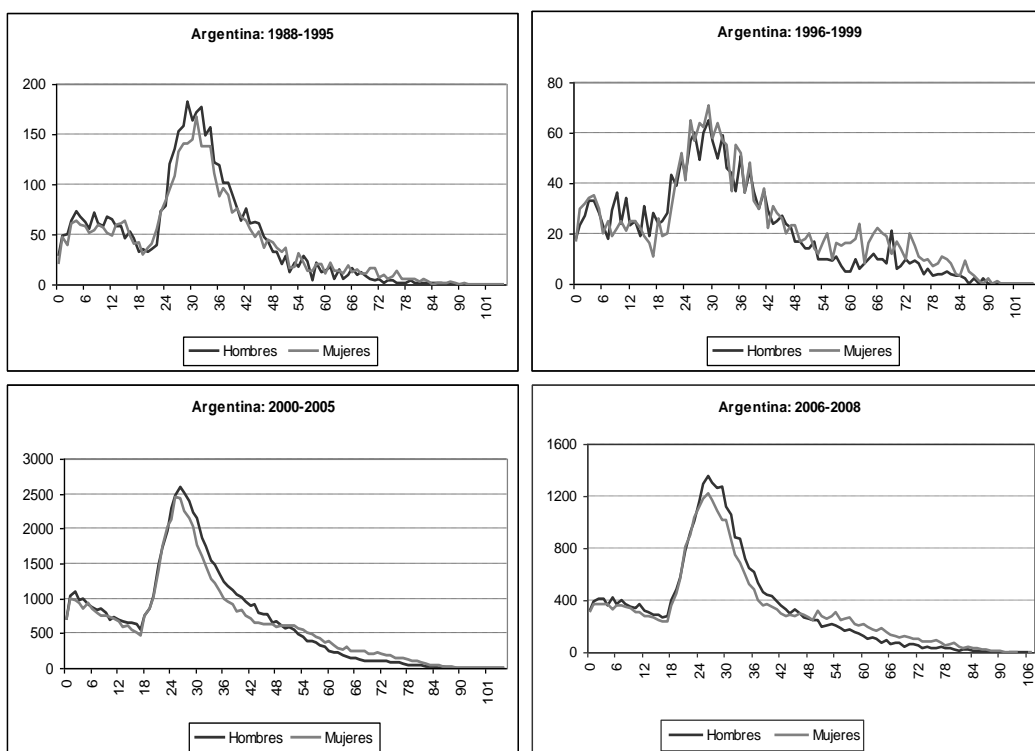 Argentina: 1988-1995
200
150
100
50
0
0 6 12 18 24 30 36 42 48 54 60 66 72 78 84 90 101
Hombres Mujeres
Argentina: 1996-1999
80
60
40
20
0
0 6 12 18 24 30 36 42 48 54 60 66 72 78 84 90 101
Hombres Mujeres
Argentina: 2000-2005
3000
2500
2000
1500
1000
500
0
0 6 12 18 24 30 36 42 48 54 60 66 72 78 84 90 101
Hombres Mujeres
Argentina: 2006-2008
1600
1200
800
400
0
0 6 12 18 24 30 36 42 48 54 60 66 72 78 84 90 106
Hombres Mujeres